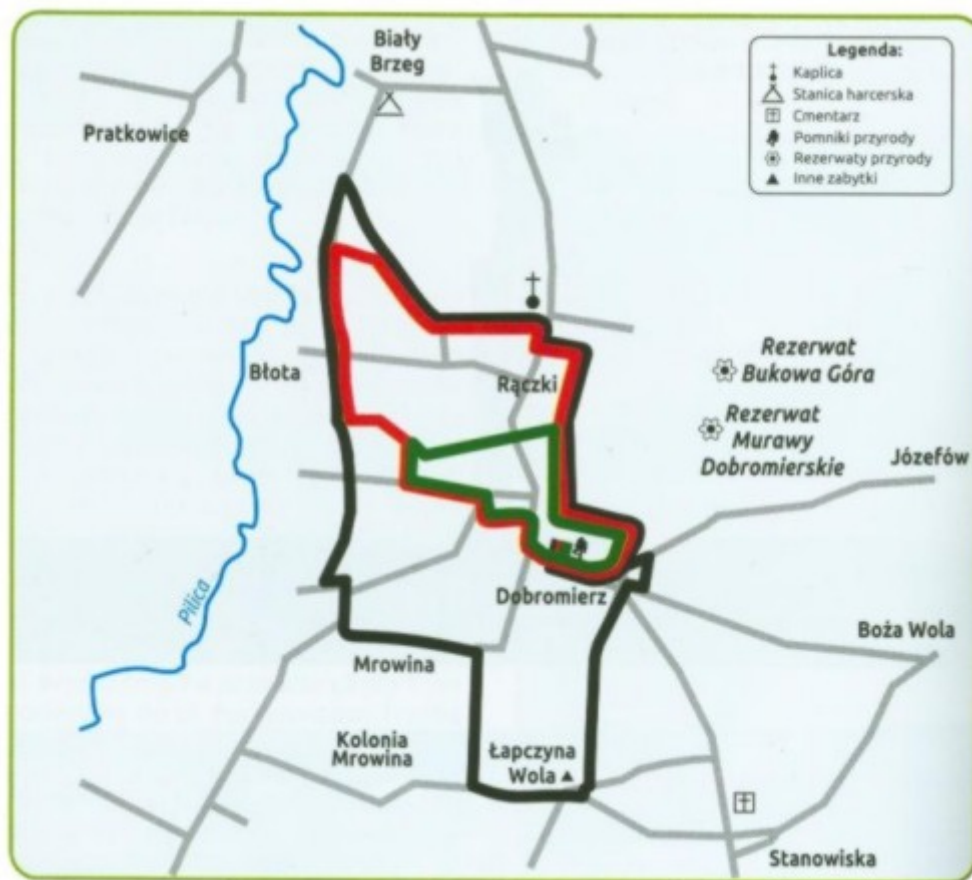 Biały
Brzeg
Pratkowice
Legenda:
Kaplica
Stanica harcerska
Cmentarz
Pomniki przyrody
Rezerwaty przyrody
Inne zabytki
Błota
Rączki
Rezerwat
Bukowa Góra
Rezerwat
Murawy
Dobromierskie
Józefów
Pilica
Dobromierz
Boża Wola
Mrowina
Kolonia
Mrowina
Łapczyna
Wola
Stanowiska